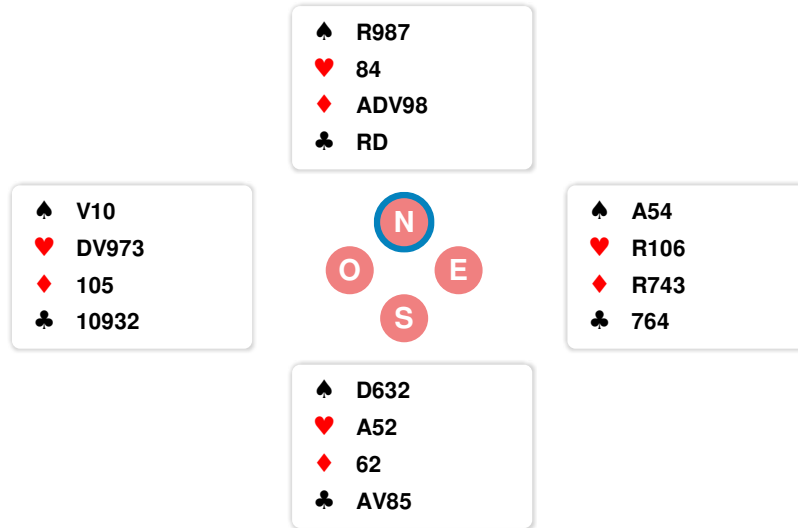 ♠ R987
♥ 84
♦ ADV98
♣ RD
♠ V10
♥ DV973
♦ 105
♣ 10932
N
O
E
S
♠ A54
♥ R106
♦ R743
♣ 764
♠ D632
♥ A52
♦ 62
♣ AV85